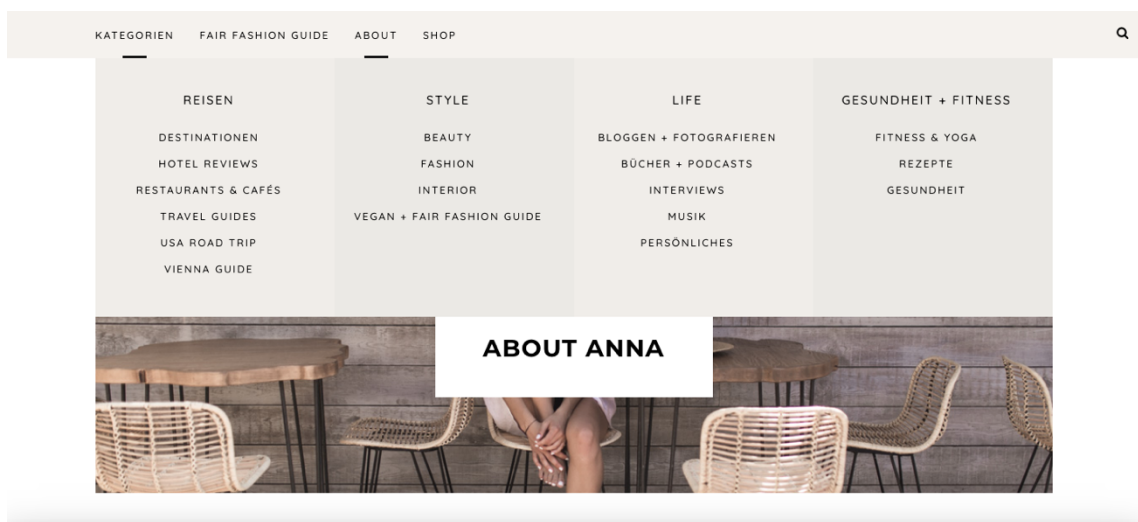 KATEGORIEN FAIR FASHION GUIDE ABOUT SHOP
REISEN
DESTINATIONEN
HOTEL REVIEWS
RESTAURANTS & CAFÉS
TRAVEL GUIDES
USA ROAD TRIP
VIENNA GUIDE
STYLE
BEAUTY
FASHION
INTERIOR
VEGAN + FAIR FASHION GUIDE
LIFE
BLOGGEN + FOTOGRAFIEREN
BÜCHER + PODCASTS
INTERVIEWS
MUSIK
PERSÖNLICHES
GESUNDHEIT + FITNESS
FITNESS & YOGA
REZEPTE
GESUNDHEIT
ABOUT ANNA